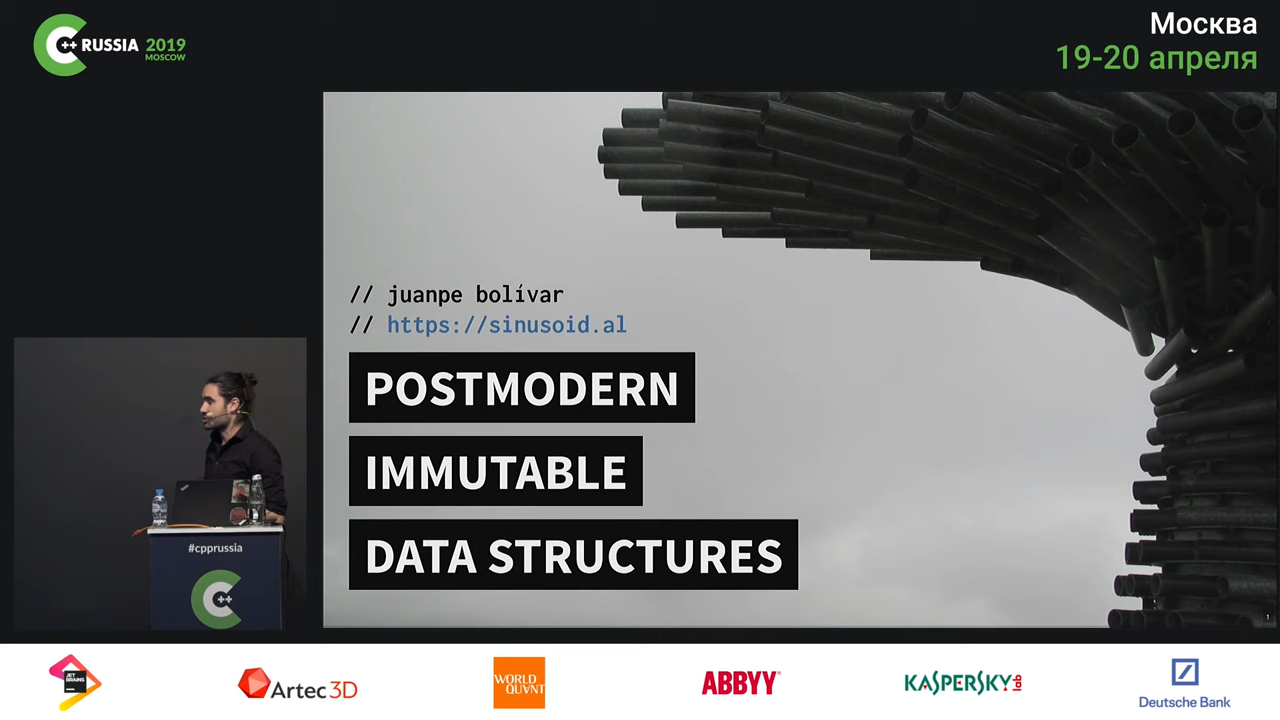 C++ RUSSIA 2019
MOSCOW
Москва
19-20 апреля
// juanpe bolívar
// https://sinusoid.al
POSTMODERN
IMMUTABLE
DATA STRUCTURES
1
#cpprussia
C++
JET BRAINS
Artec 3D
WORLD
QUANT
ABBYY®
KASPERSKY lab
Deutsche Bank